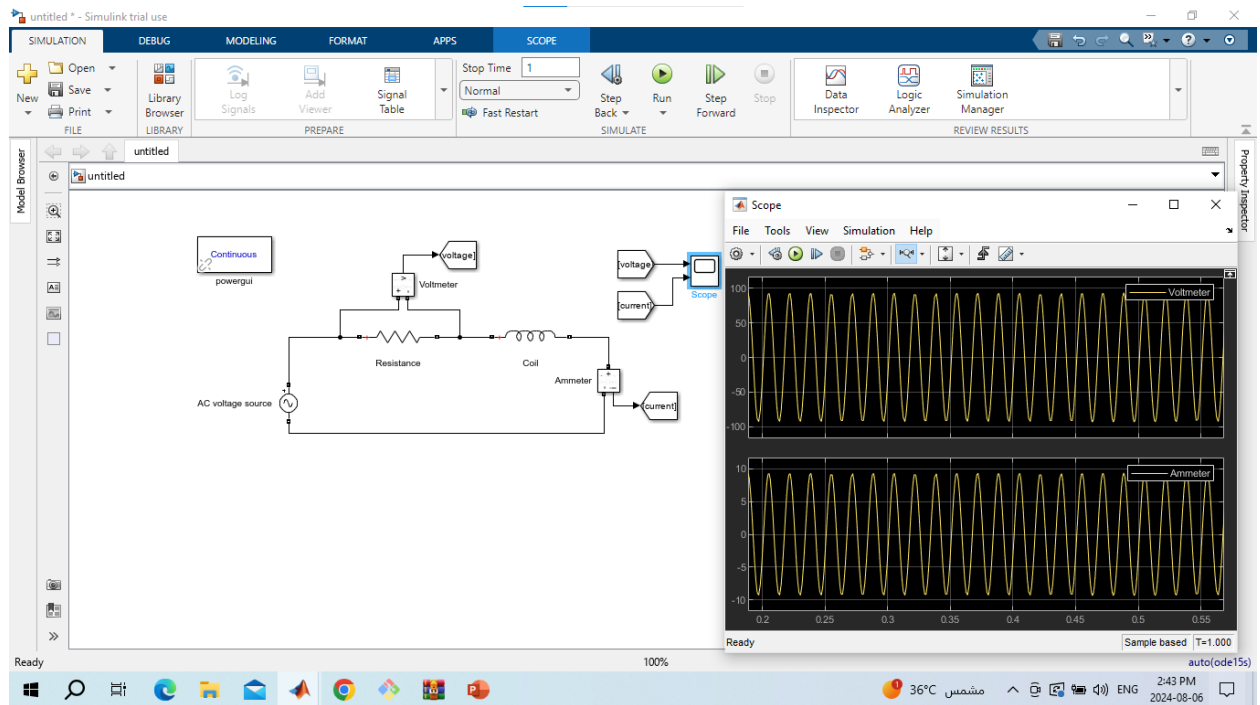 untitled * - Simulink trial use
SIMULATION DEBUG MODELING FORMAT APPS SCOPE
New
Open
Save
Print
FILE
Library Browser
LIBRARY
Log Signals
Add Viewer
Signal Table
PREPARE
Stop Time 1
Normal
Fast Restart
Step Back
Run
Step Forward
Stop
SIMULATE
Data Inspector
Logic Analyzer
Simulation Manager
REVIEW RESULTS
Model Browser
untitled
untitled
Property Inspector
Continuous
powergui
[voltage]
Voltmeter
Resistance
Coil
Ammeter
AC voltage source
[current]
[voltage]
[current]
Scope
Scope
File Tools View Simulation Help
Voltmeter
100
50
0
-50
-100
Ammeter
10
5
0
-5
-10
0.2 0.25 0.3 0.35 0.4 0.45 0.5 0.55
Ready
Sample based T=1.000
Ready
100%
auto(ode15s)
1
36°C مشمس
ENG
2:43 PM
2024-08-06